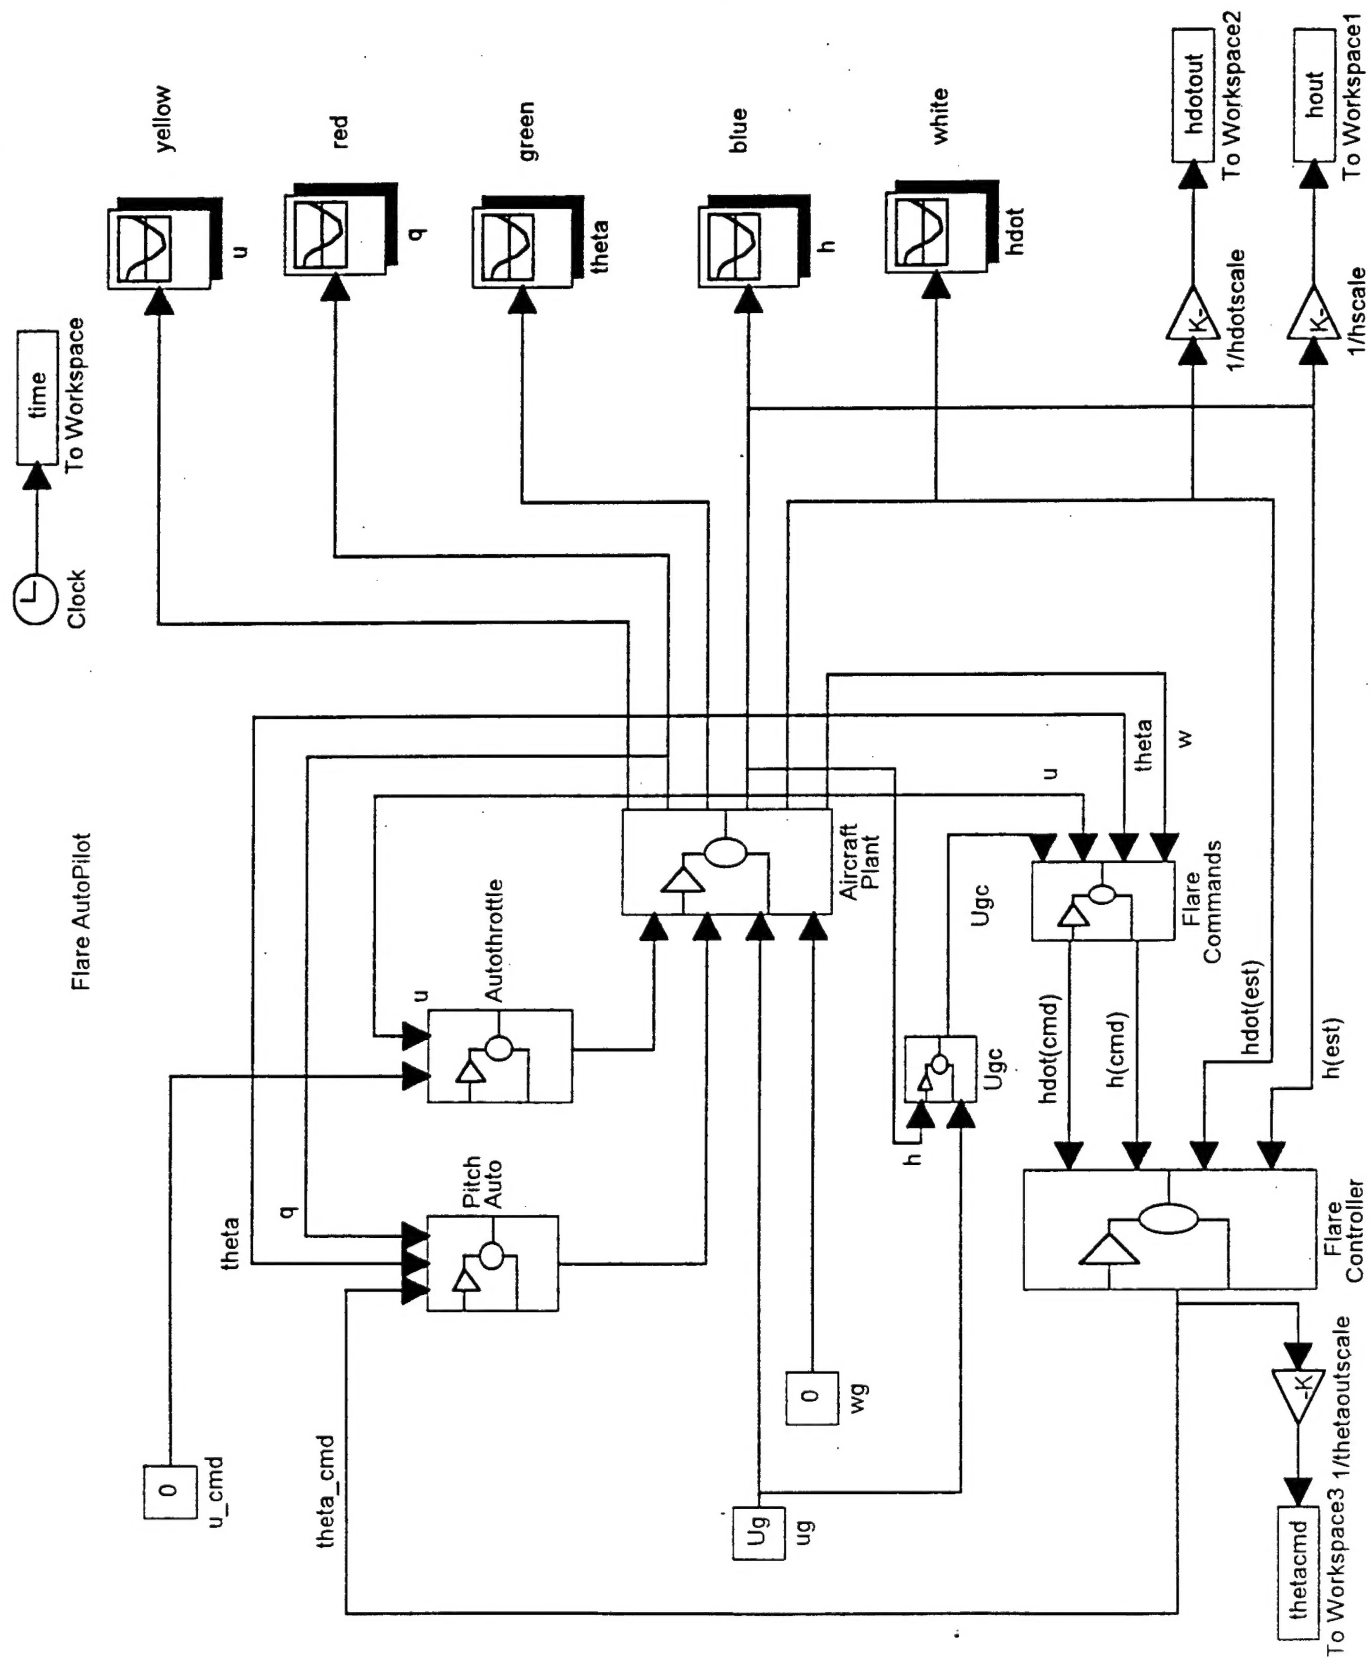 Flare AutoPilot
Clock
time
To Workspace
yellow
u
red
q
green
theta
blue
h
white
hdot
hdotout
To Workspace2
K-
1/hdotscale
hout
To Workspace1
K-
1/hscale
0
u_cmd
theta_cmd
theta
q
Pitch
Auto
u
Autothrottle
Aircraft
Plant
Ug
ug
0
wg
h
Ugc
Ugc
u
theta
w
Flare
Commands
hdot(cmd)
h(cmd)
hdot(est)
h(est)
Flare
Controller
-K
1/thetaoutscale
thetacmd
To Workspace3